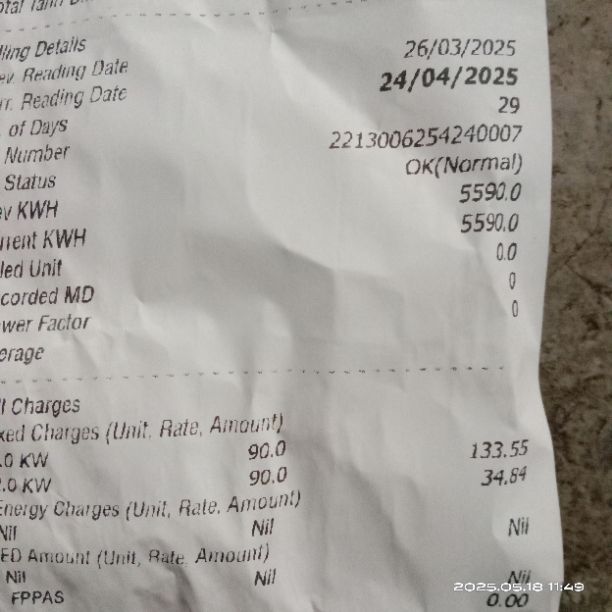 lling Details
ev. Reading Date 26/03/2025
rr. Reading Date 24/04/2025
. of Days 29
Number 2213006254240007
Status OK(Normal)
ev KWH 5590.0
rrent KWH 5590.0
led Unit 0.0
corded MD 0
wer Factor 0
erage
l Charges
xed Charges (Unit, Rate, Amount)
.0 KW 90.0 133.55
.0 KW 90.0 34.84
Energy Charges (Unit, Rate, Amount)
Nil Nil Nil
ED Amount (Unit, Rate, Amount)
Nil Nil Nil
FPPAS 0.00
2025.05.18 11:49